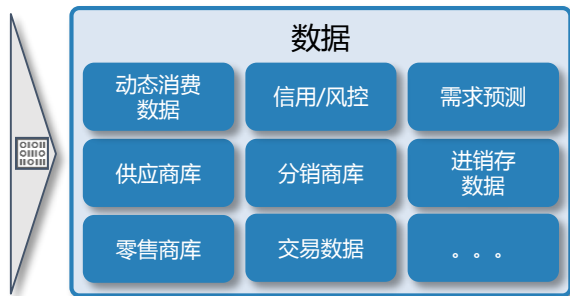 数据
动态消费
数据
信用/风控
需求预测
供应商库
分销商库
进销存
数据
零售商库
交易数据
。。。